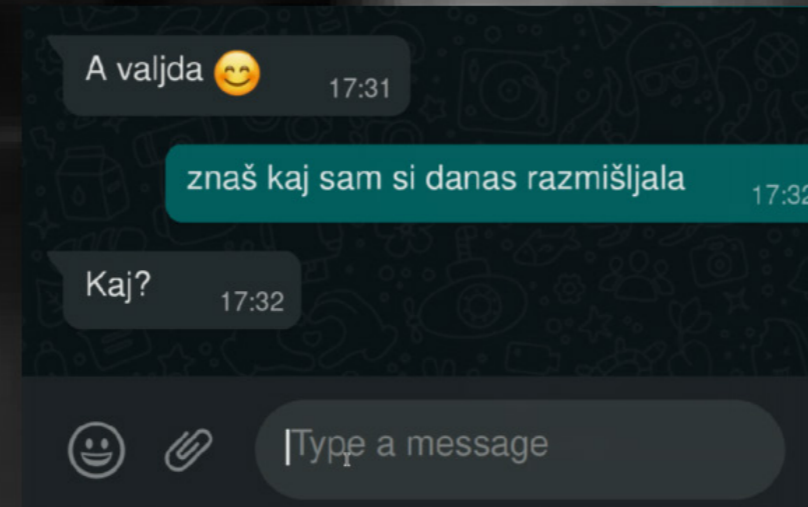 A valjda 😊
17:31
znaš kaj sam si danas razmišljala
17:32
Kaj?
17:32
Type a message